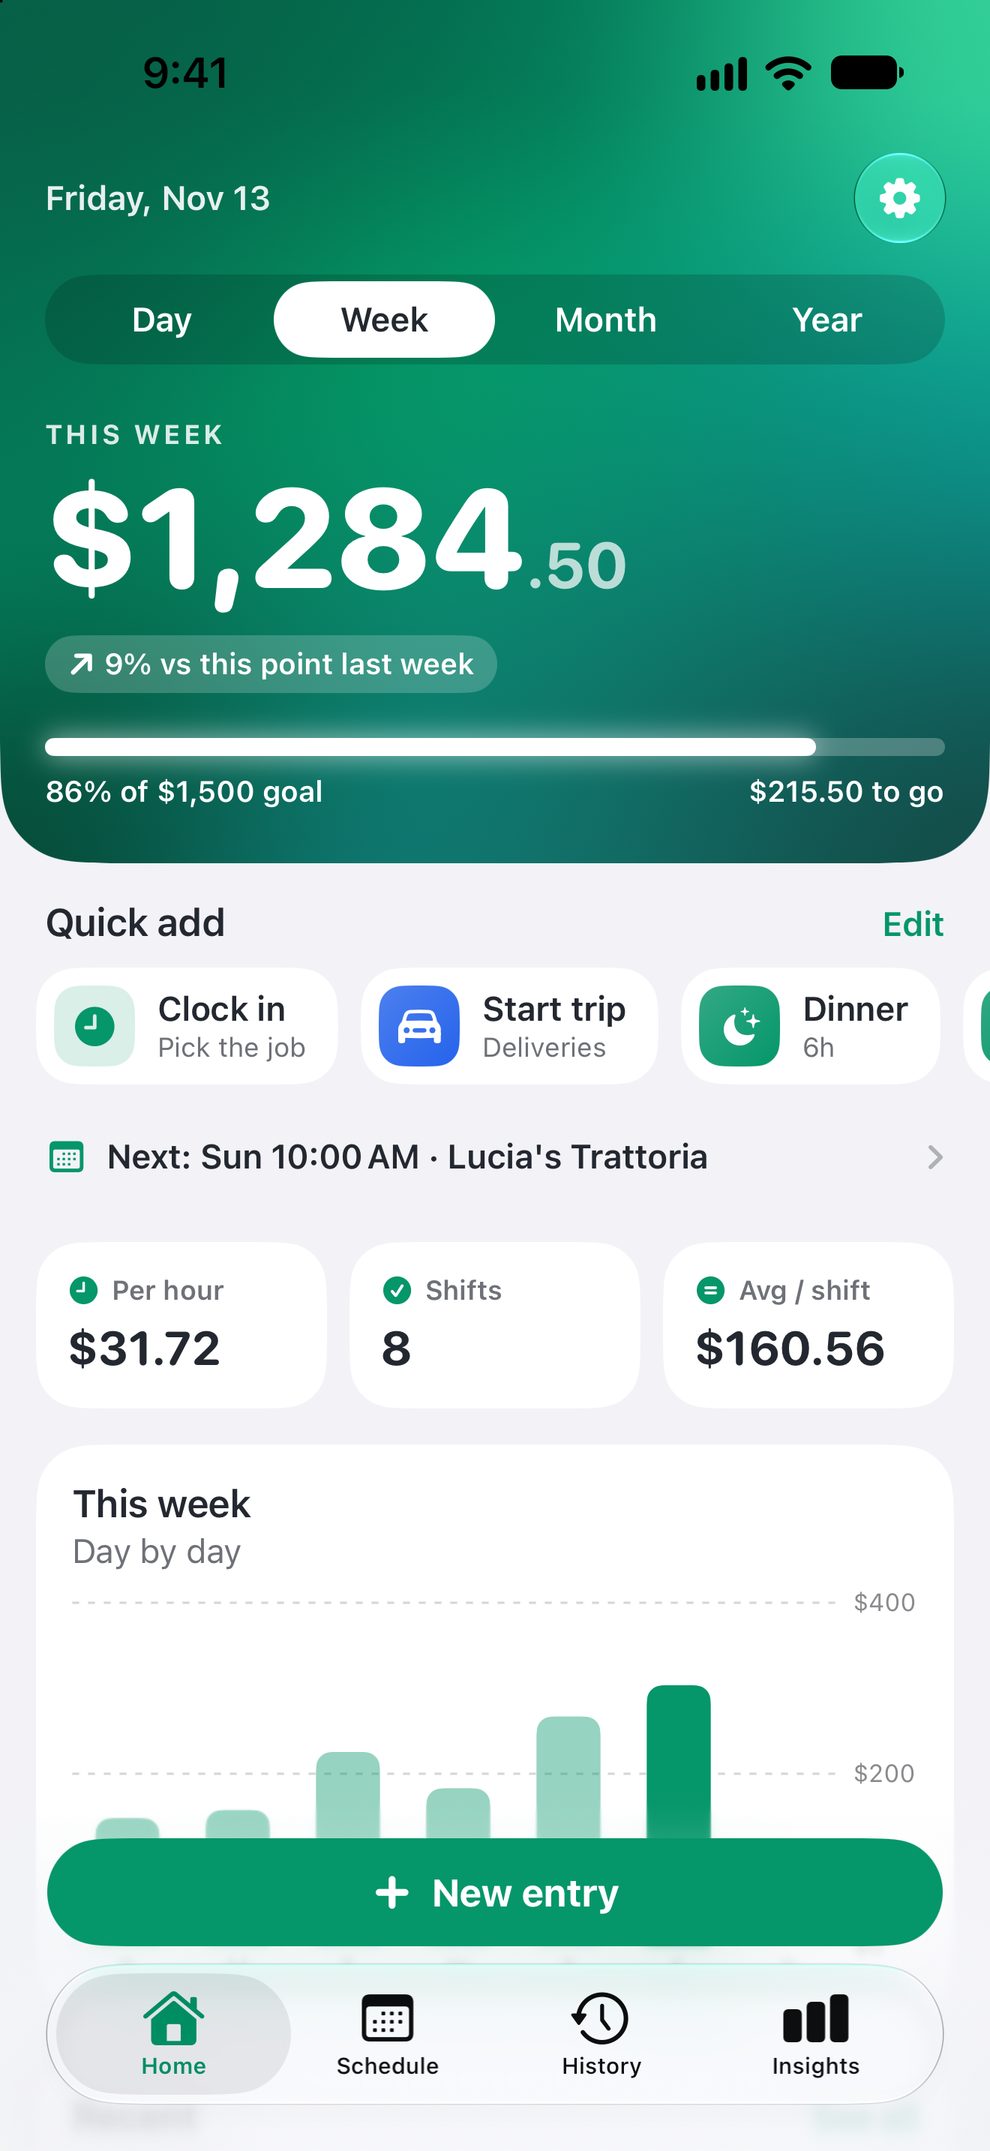 9:41
Friday, Nov 13
Day Week Month Year
THIS WEEK
$1,284.50
9% vs this point last week
86% of $1,500 goal $215.50 to go
Quick add Edit
Clock in Start trip Dinner
Pick the job Deliveries 6h
Next: Sun 10:00 AM · Lucia's Trattoria
Per hour Shifts Avg / shift
$31.72 8 $160.56
This week
Day by day
$400
$200
New entry
Home Schedule History Insights